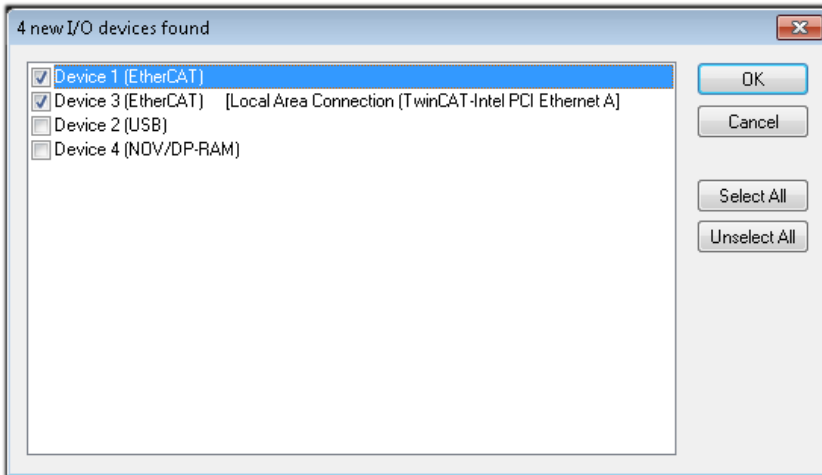 4 new I/O devices found
Device 1 (EtherCAT)
Device 3 (EtherCAT) [Local Area Connection (TwinCAT-Intel PCI Ethernet A]
Device 2 (USB)
Device 4 (NOV/DP-RAM)
OK
Cancel
Select All
Unselect All